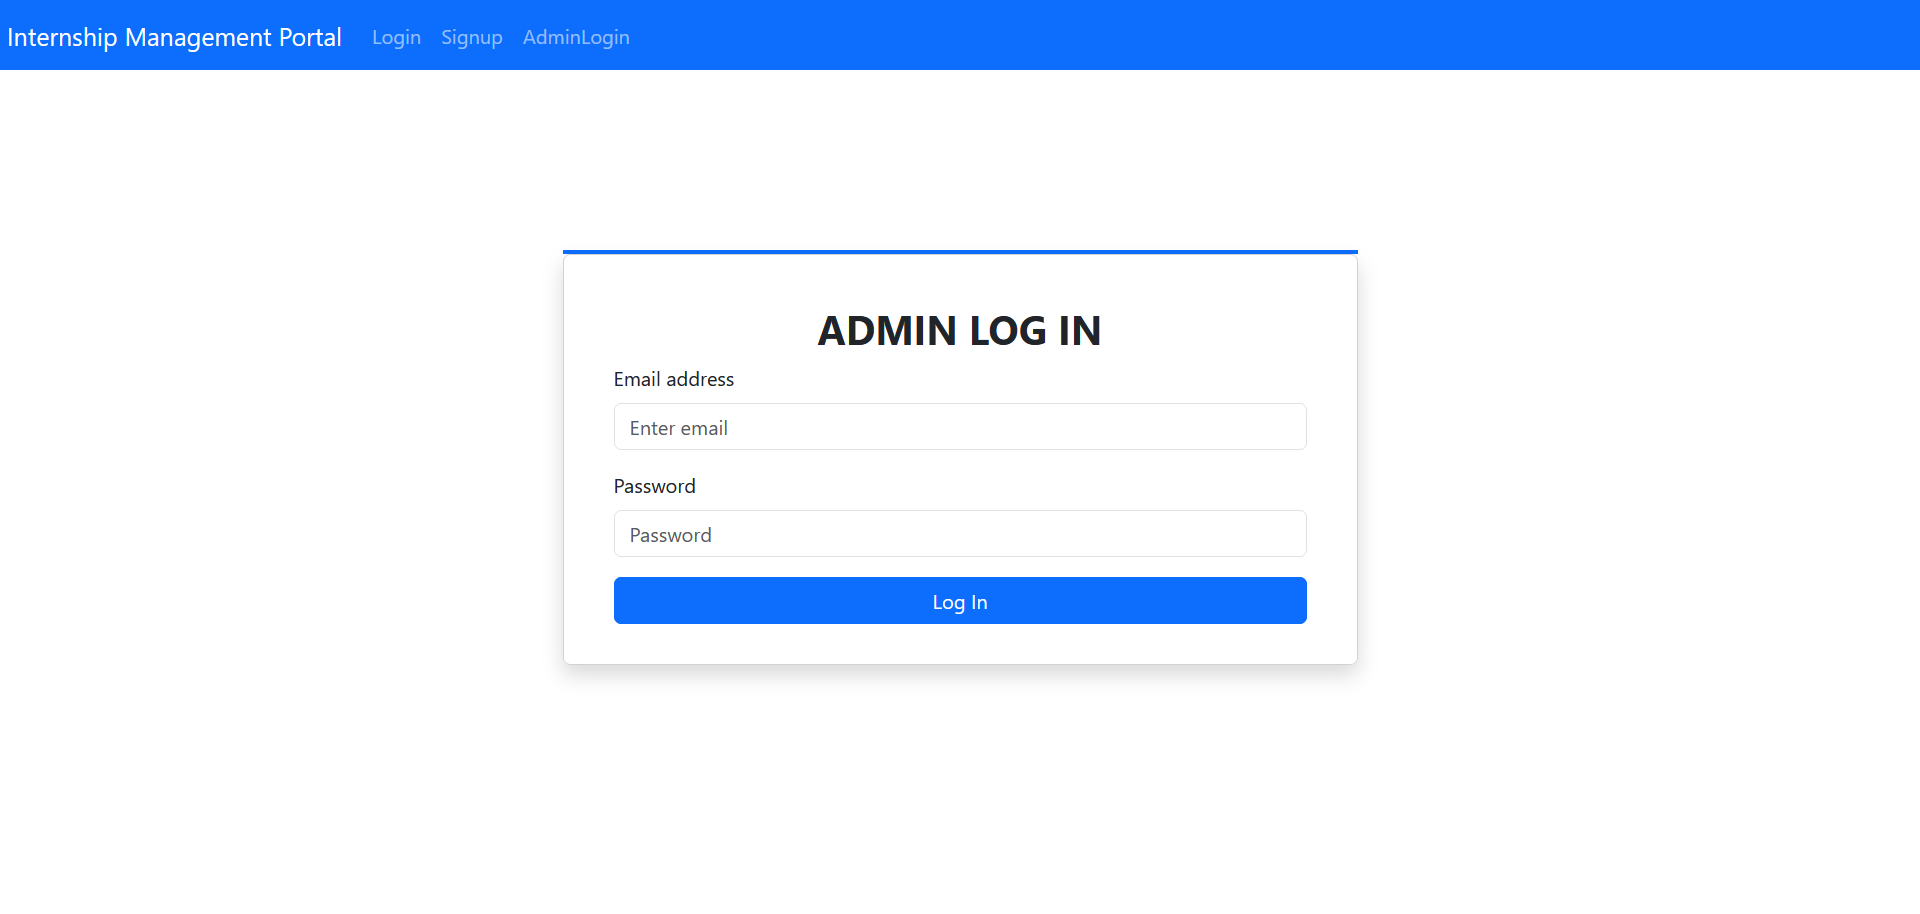 Internship Management Portal Login Signup AdminLogin
ADMIN LOG IN
Email address
Enter email
Password
Password
Log In